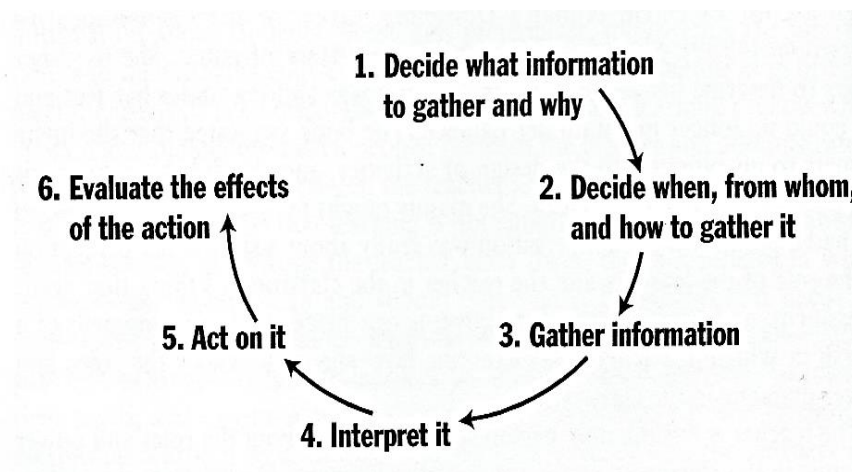 1. Decide what information
to gather and why
2. Decide when, from whom,
and how to gather it
3. Gather information
4. Interpret it
5. Act on it
6. Evaluate the effects
of the action